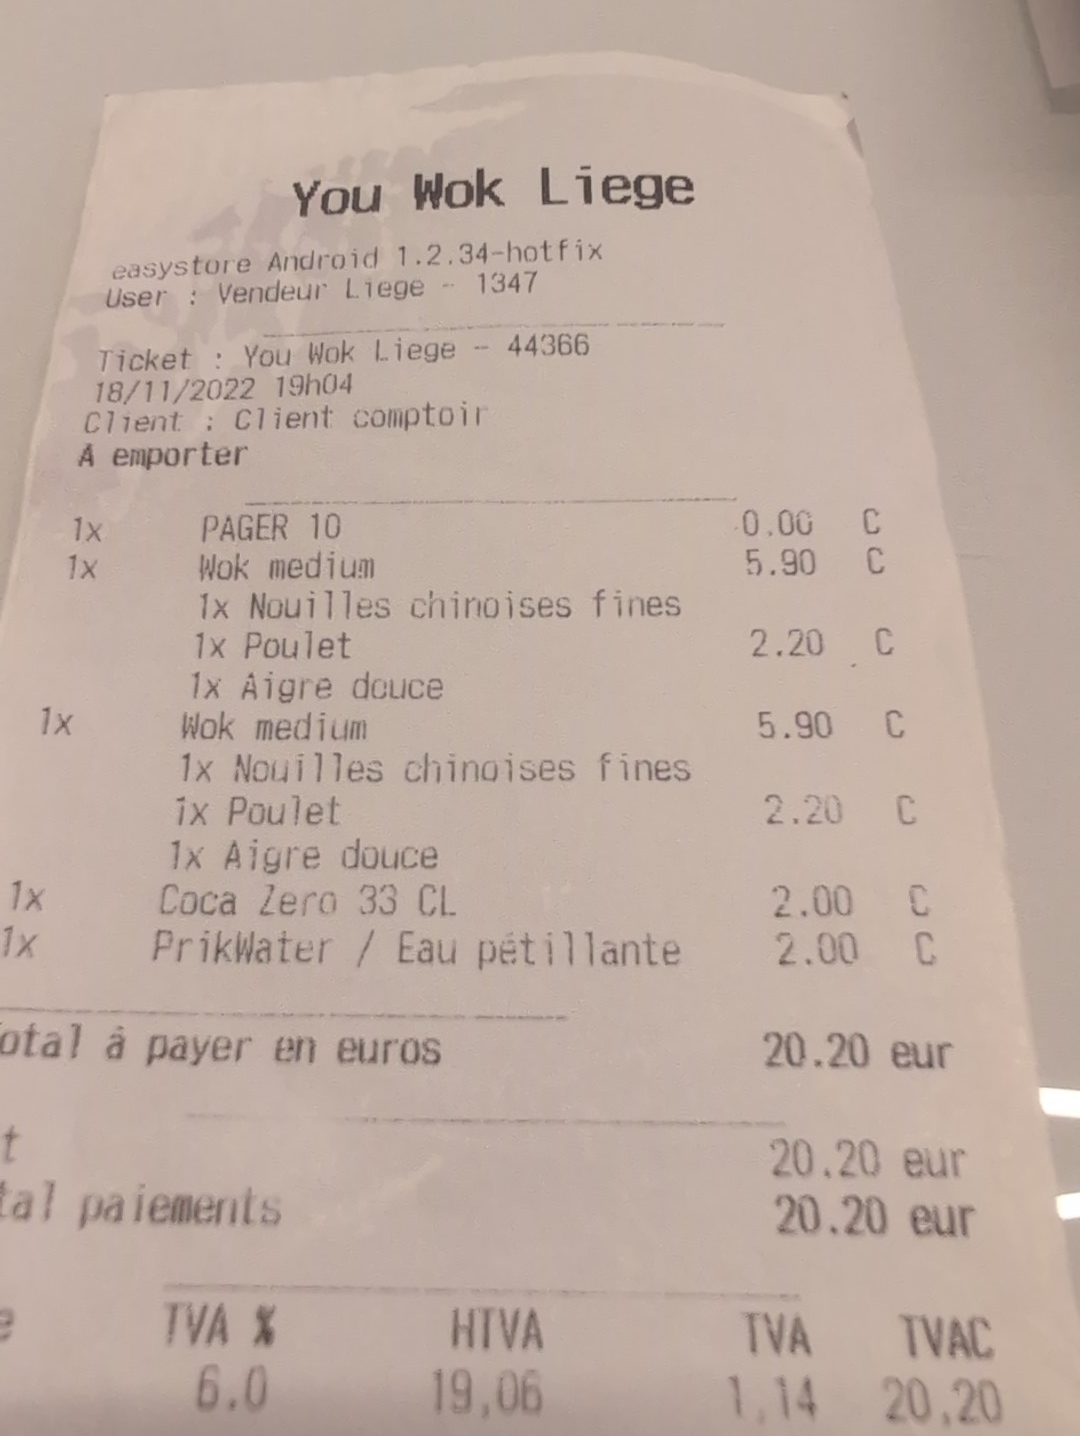 You Wok Liege
easystore Android 1.2.34-hotfix
User : Vendeur Liege - 1347
Ticket : You Wok Liege - 44366
18/11/2022 19h04
Client : Client comptoir
A emporter
1x PAGER 10 0.00 C
1x Wok medium 5.90 C
1x Nouilles chinoises fines
1x Poulet 2.20 C
1x Aigre douce
1x Wok medium 5.90 C
1x Nouilles chinoises fines
1x Poulet 2.20 C
1x Aigre douce
1x Coca Zero 33 CL 2.00 C
1x PrikWater / Eau pétillante 2.00 C
otal à payer en euros 20.20 eur
t 20.20 eur
tal paiements 20.20 eur
e TVA % HTVA TVA TVAC
6.0 19,06 1,14 20,20